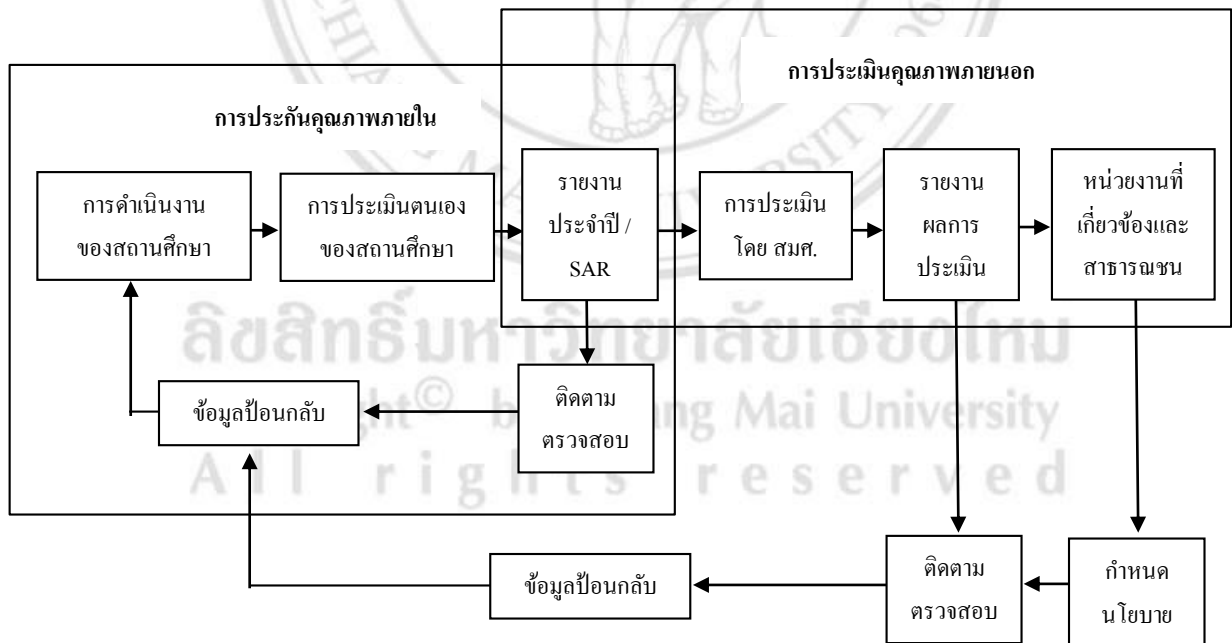 การประเมินคุณภาพภายนอก
การประกันคุณภาพภายใน
การดำเนินงาน
ของสถานศึกษา
การประเมินตนเอง
ของสถานศึกษา
รายงาน
ประจำปี /
SAR
การประเมิน
โดย สมศ.
รายงาน
ผลการ
ประเมิน
หน่วยงานที่
เกี่ยวข้องและ
สาธารณชน
ลิขสิทธิ์มหาวิทยาลัยเชียงใหม่
ข้อมูลป้อนกลับ
ติดตาม
ตรวจสอบ
Mai University
All rights reserved
ข้อมูลป้อนกลับ
ติดตาม
ตรวจสอบ
กำหนด
นโยบาย